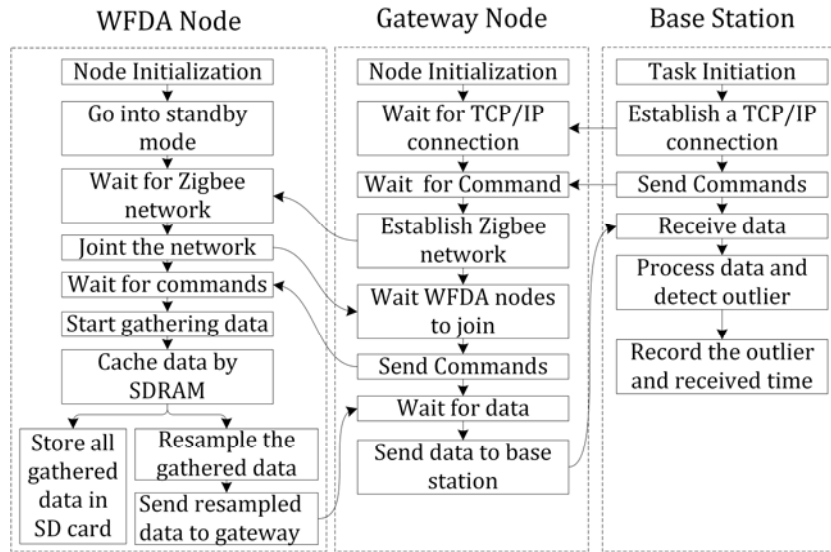 WFDA Node
Node Initialization
Go into standby
mode
Wait for Zigbee
network
Joint the network
Wait for commands
Start gathering data
Cache data by
SDRAM
Store all
gathered
data in
SD card
Resample the
gathered data
Send resampled
data to gateway
Gateway Node
Node Initialization
Wait for TCP/IP
connection
Wait for Command
Establish Zigbee
network
Wait WFDA nodes
to join
Send Commands
Wait for data
Send data to base
station
Base Station
Task Initiation
Establish a TCP/IP
connection
Send Commands
Receive data
Process data and
detect outlier
Record the outlier
and received time